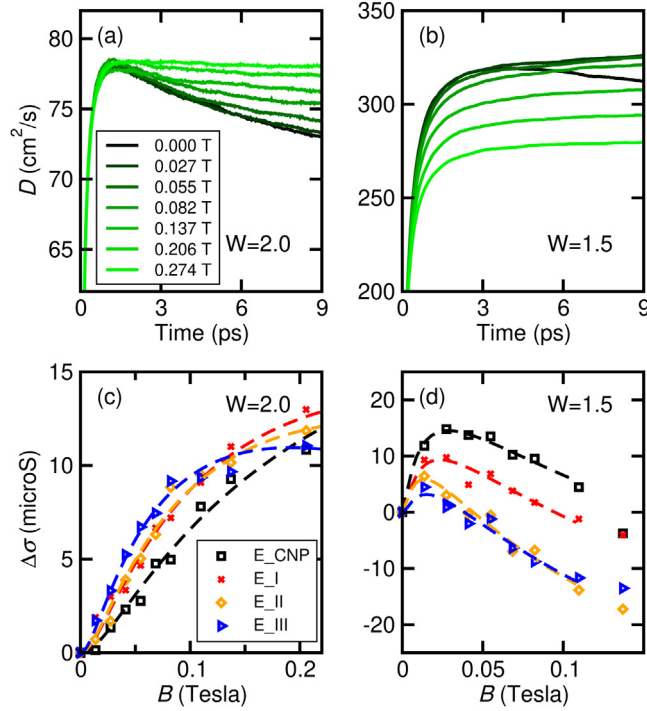 (a)
80
75
70
65
D (cm²/s)
0.000 T
0.027 T
0.055 T
0.082 T
0.137 T
0.206 T
0.274 T
W=2.0
0 3 6 9
Time (ps)
(b)
350
300
250
200
W=1.5
0 3 6 9
Time (ps)
(c)
W=2.0
15
10
5
0
Δσ (microS)
E_CNP
E_I
E_II
E_III
0 0.1 0.2
B (Tesla)
(d)
W=1.5
20
10
0
-10
-20
0 0.05 0.1
B (Tesla)